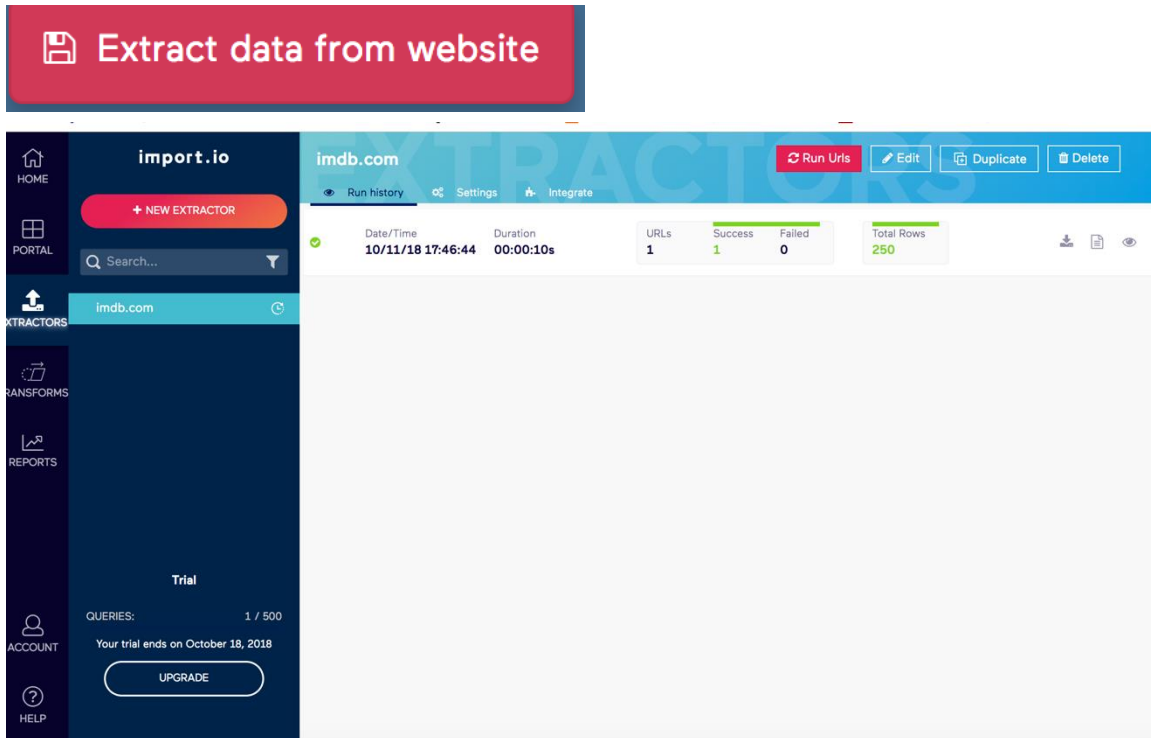 Extract data from website
import.io
HOME
+ NEW EXTRACTOR
PORTAL
Search...
XTRACTORS
imdb.com
RANSFORMS
REPORTS
Trial
QUERIES: 1 / 500
ACCOUNT
Your trial ends on October 18, 2018
UPGRADE
HELP
EXTRACTORS
imdb.com
Run Urls
Edit
Duplicate
Delete
Run history
Settings
Integrate
Date/Time Duration URLs Success Failed Total Rows
10/11/18 17:46:44 00:00:10s 1 1 0 250